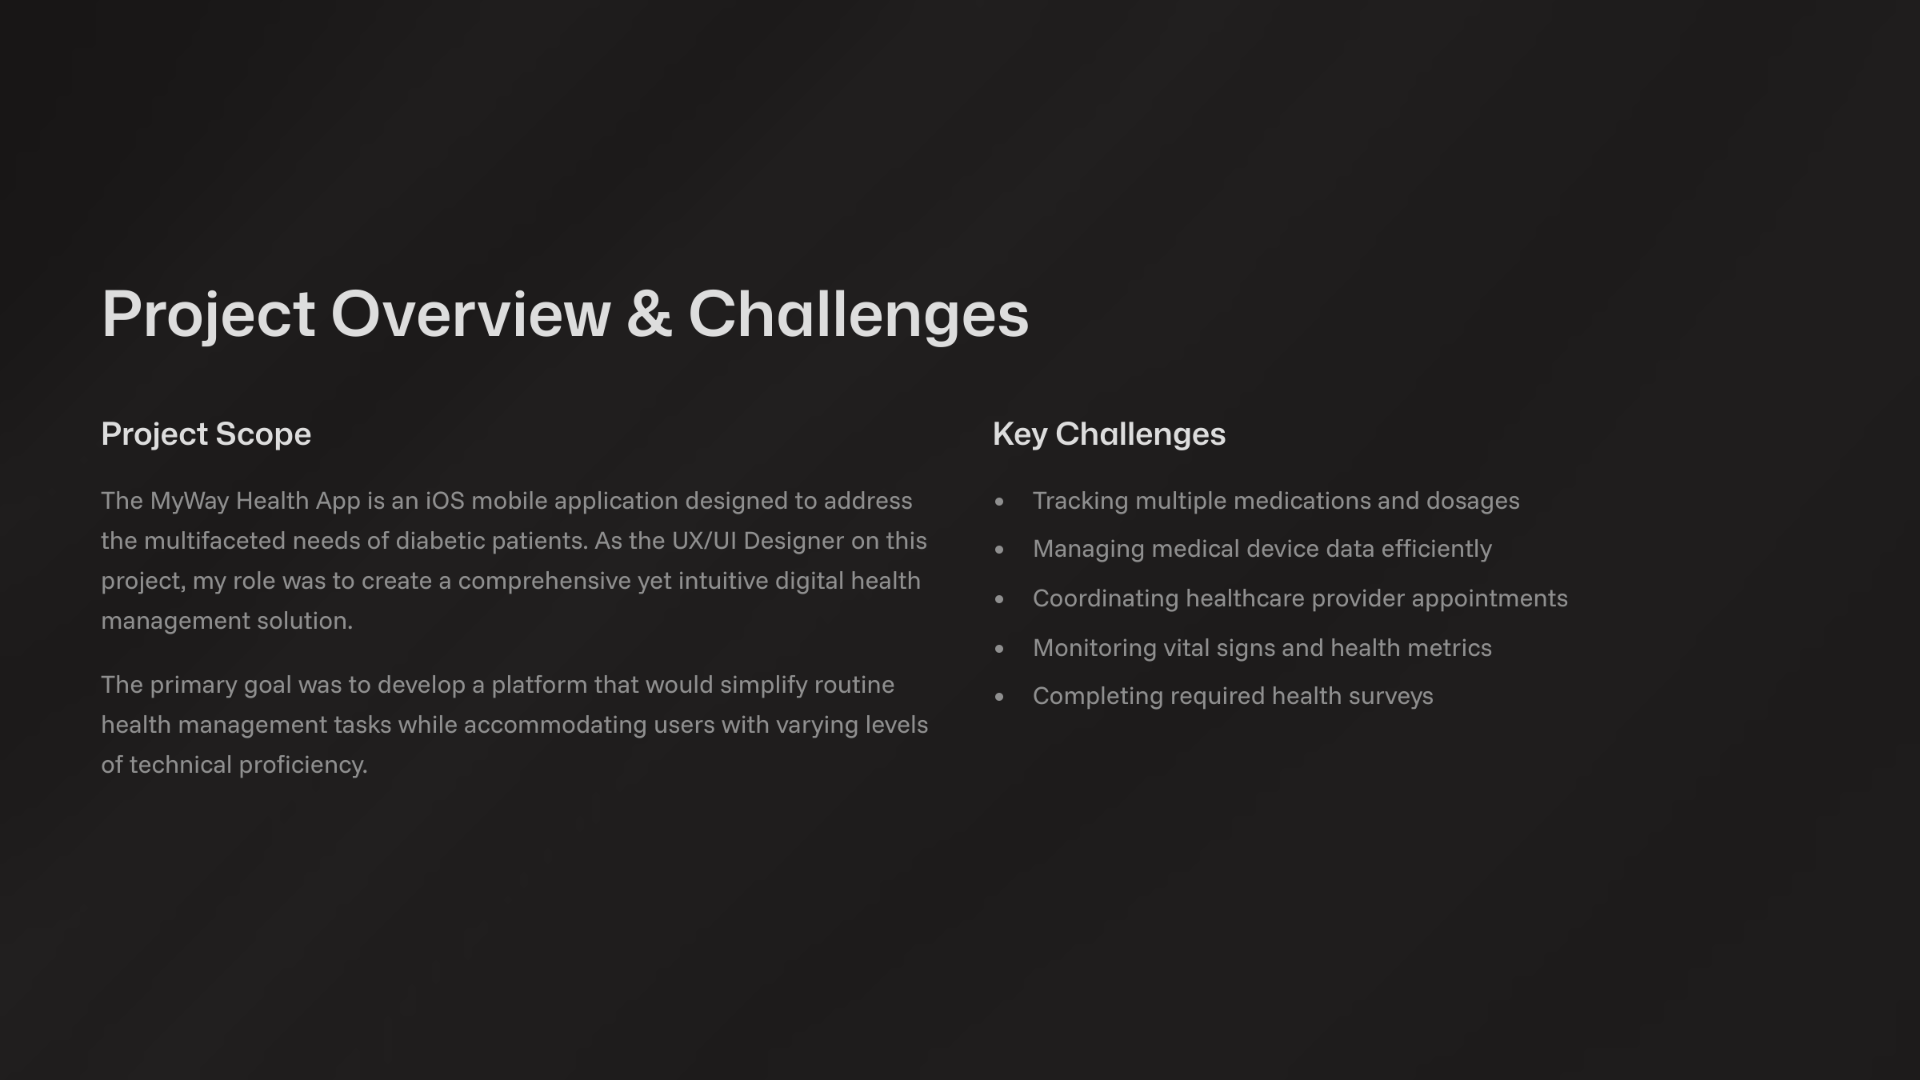 Project Overview & Challenges
Project Scope
The MyWay Health App is an iOS mobile application designed to address
the multifaceted needs of diabetic patients. As the UX/UI Designer on this
project, my role was to create a comprehensive yet intuitive digital health
management solution.
The primary goal was to develop a platform that would simplify routine
health management tasks while accommodating users with varying levels
of technical proficiency.
Key Challenges
• Tracking multiple medications and dosages
• Managing medical device data efficiently
• Coordinating healthcare provider appointments
• Monitoring vital signs and health metrics
• Completing required health surveys